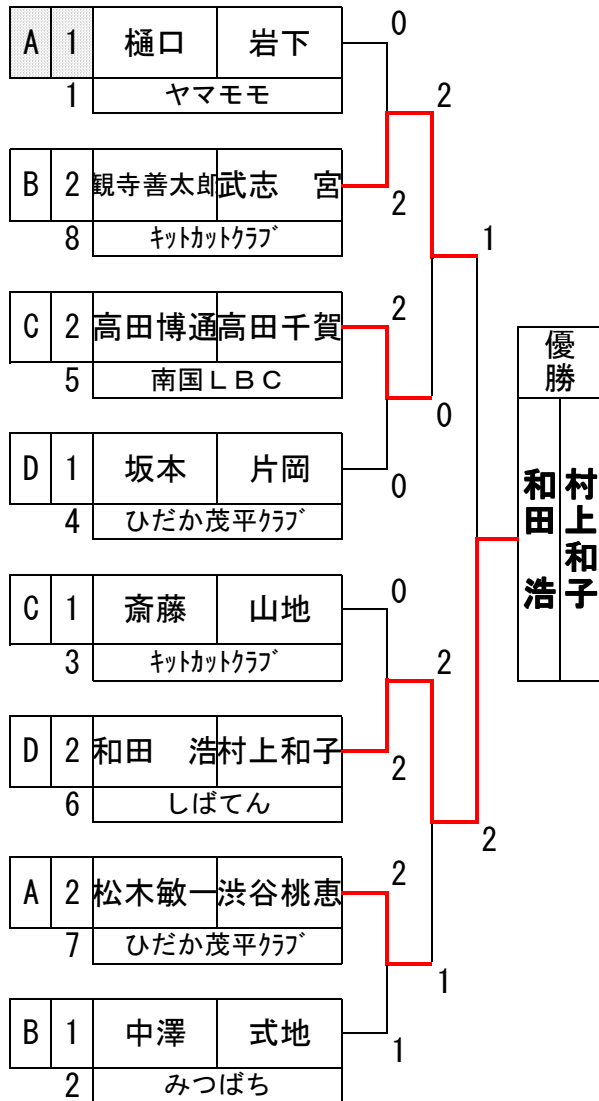 A 1 樋口 岩下
1 ヤマモモ
0
2
B 2 観寺善太郎 武志 宮
8 キットカットクラブ
2
1
C 2 高田博通 高田千賀
5 南国LBC
2
0
D 1 坂本 片岡
4 ひだか茂平クラブ
0
優勝
和田 浩
村上和子
C 1 斎藤 山地
3 キットカットクラブ
0
2
D 2 和田 浩 村上和子
6 しばてん
2
2
A 2 松木敏一 渋谷桃恵
7 ひだか茂平クラブ
2
1
B 1 中澤 式地
2 みつばち
1